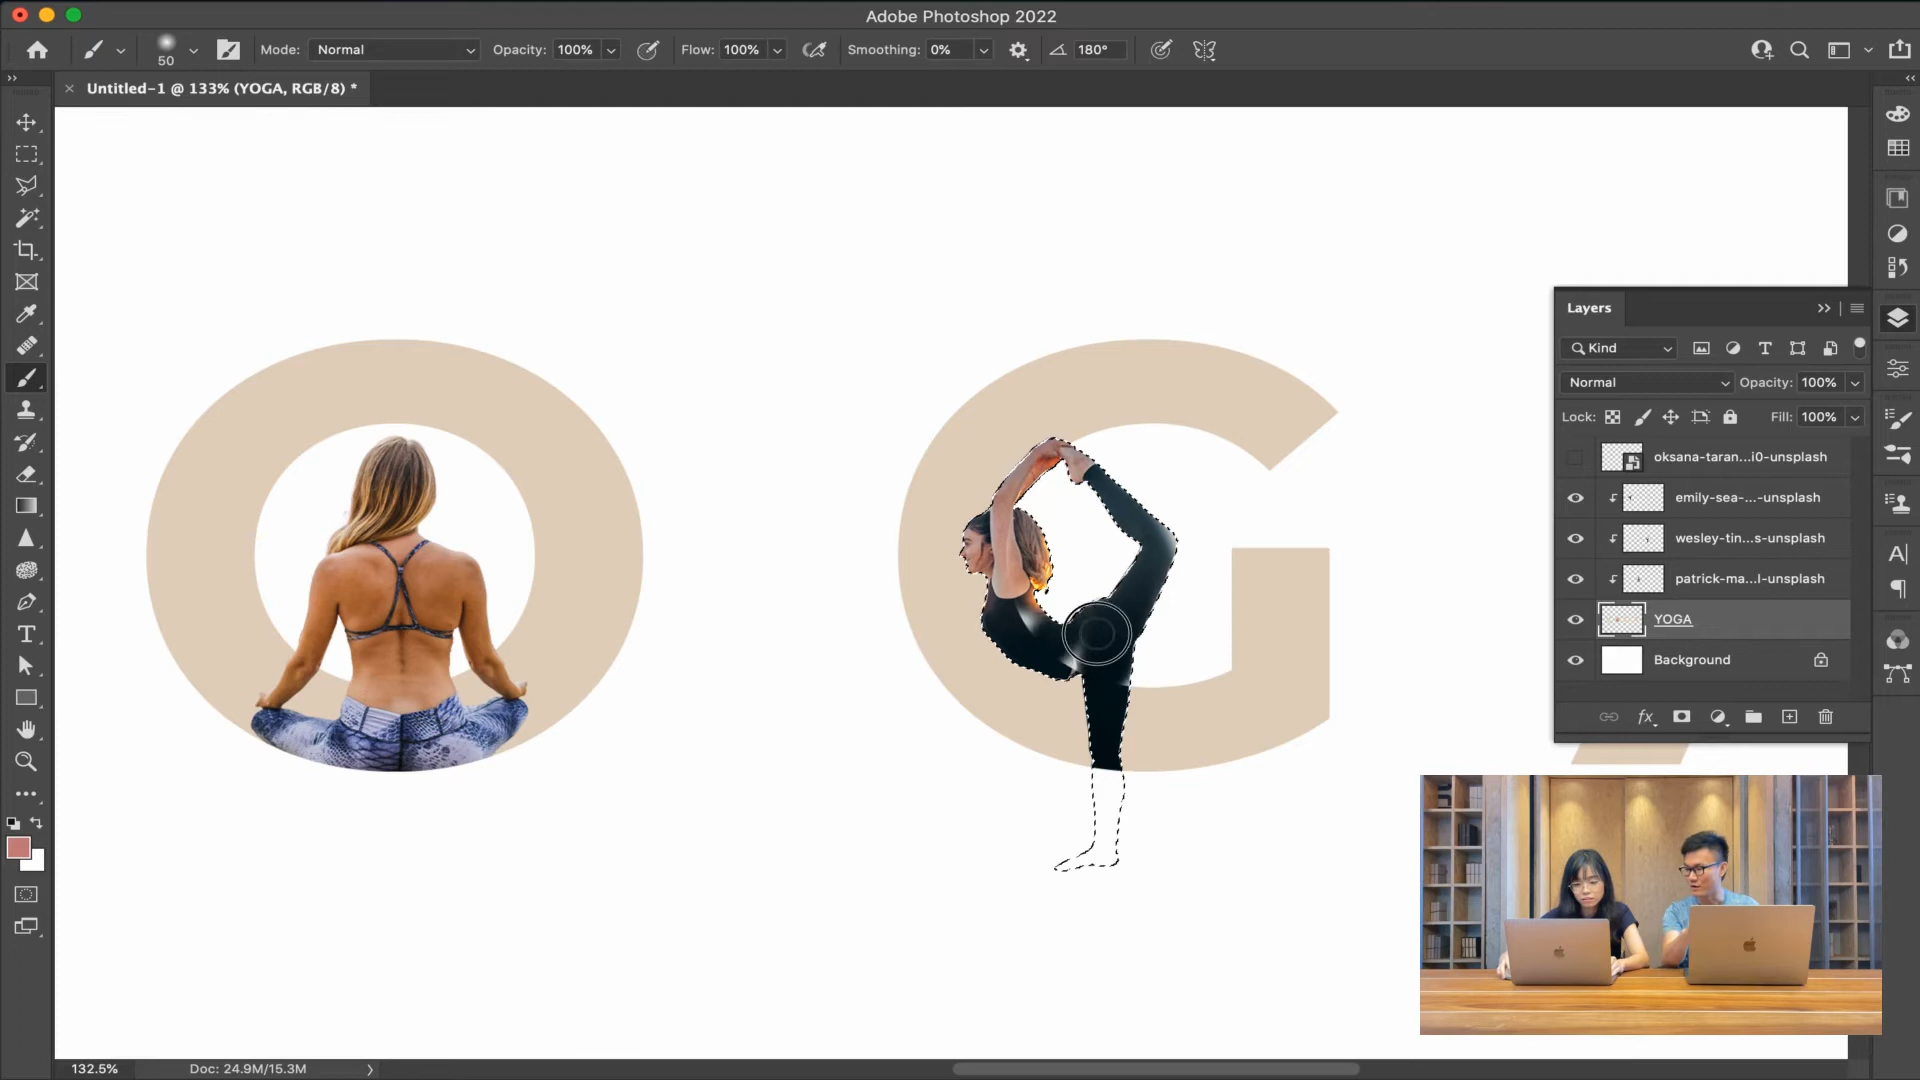 Adobe Photoshop 2022
50
Mode: Normal
Opacity: 100%
Flow: 100%
Smoothing: 0%
180°
Untitled-1 @ 133% (YOGA, RGB/8) *
O G
Layers
Kind
Normal
Opacity: 100%
Lock:
Fill: 100%
oksana-taran...i0-unsplash
emily-sea-...-unsplash
wesley-tin...s-unsplash
patrick-ma...l-unsplash
YOGA
Background
132.5%
Doc: 24.9M/15.3M